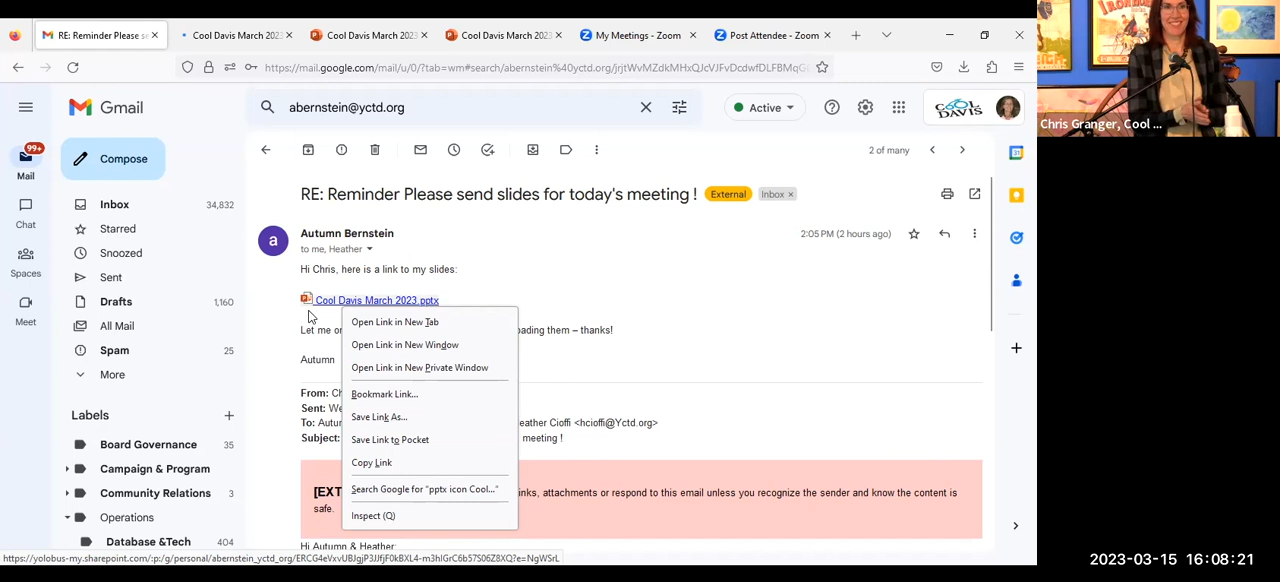 RE: Reminder Please se
Cool Davis March 2023
Cool Davis March 2023
Cool Davis March 2023
My Meetings - Zoom
Post Attendee - Zoom
https://mail.google.com/mail/u/0/?tab=wm#search/abernstein%40yctd.org/jrjtWvMZdkMHxQJcVJFvDcdwfDLFBMqG
Gmail
abernstein@yctd.org
Active
COOL DAVIS
Chris Granger, Cool ...
99+
Mail
Chat
Spaces
Meet
Compose
2 of many
Inbox 34,832
Starred
Snoozed
Sent
Drafts 1,160
All Mail
Spam 25
More
Labels
Board Governance 35
Campaign & Program
Community Relations 3
Operations
Database &Tech 404
RE: Reminder Please send slides for today's meeting ! External Inbox
a
Autumn Bernstein
2:05 PM (2 hours ago)
to me, Heather
Hi Chris, here is a link to my slides:
Cool Davis March 2023.pptx
Let me
oading them – thanks!
Autumn
From:
Sent: We
To: Autu
eather Cioffi <hcioffi@Yctd.org>
Subject:
meeting !
Open Link in New Tab
Open Link in New Window
Open Link in New Private Window
Bookmark Link...
Save Link As...
Save Link to Pocket
Copy Link
Search Google for "pptx icon Cool..."
Inspect (Q)
[EXT
inks, attachments or respond to this email unless you recognize the sender and know the content is
safe.
Hi Autumn & Heather:
https://yolobus-my.sharepoint.com/:p:/g/personal/abernstein_yctd_org/ERCG4eVxvUBJgjP3JJfjF0kBXL4-m3hlGrC6b57S06Z8XQ?e=NgWSrL
2023-03-15 16:08:21